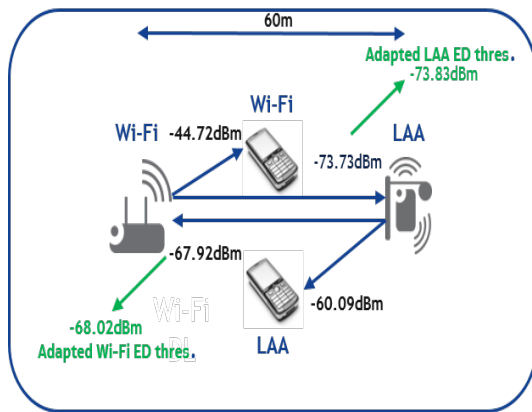 60m
Adapted LAA ED thres.
-73.83dBm
Wi-Fi
Wi-Fi
-44.72dBm
LAA
-73.73dBm
-67.92dBm
-60.09dBm
Wi-Fi
DL
LAA
-68.02dBm
Adapted Wi-Fi ED thres.